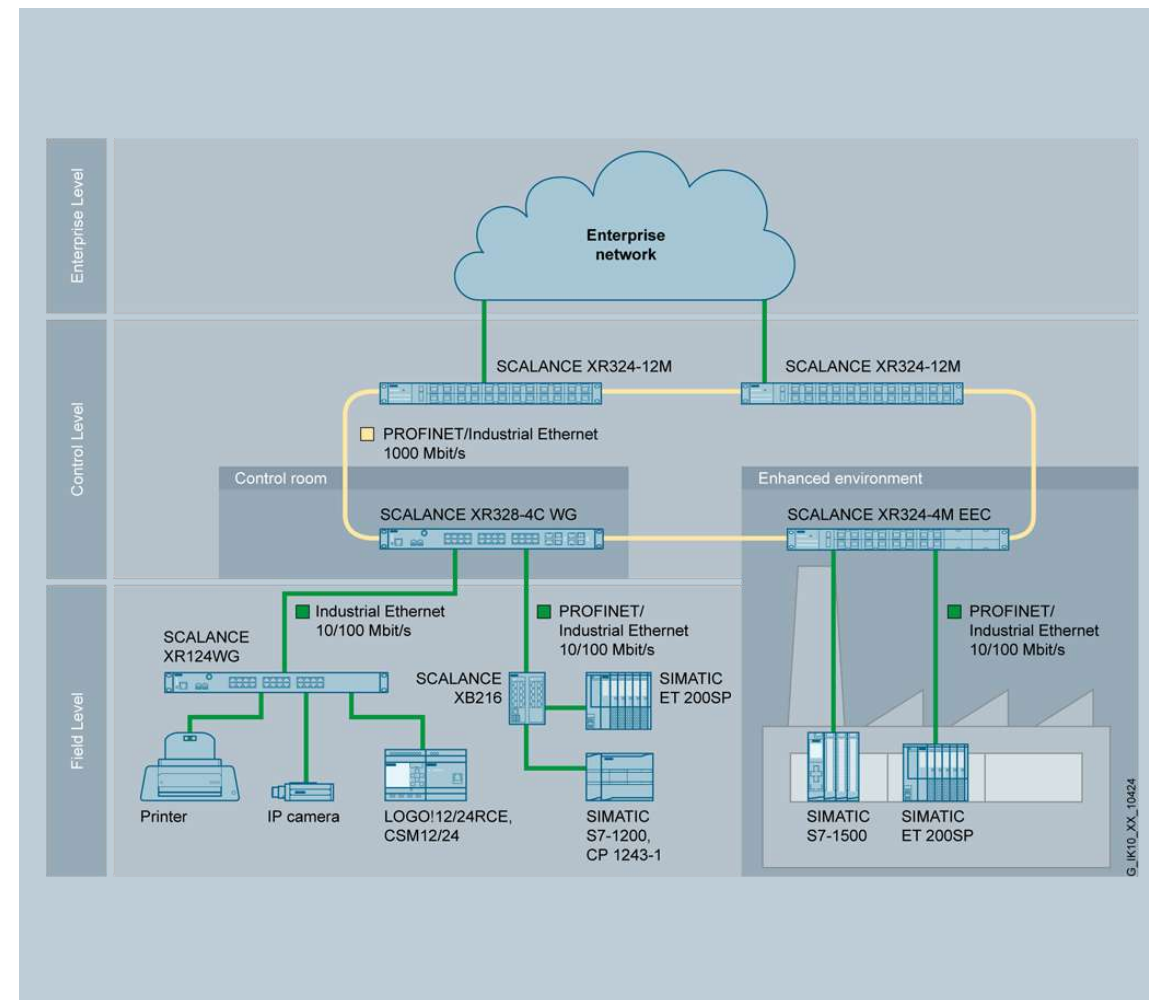 Enterprise Level
Enterprise
network
Control Level
SCALANCE XR324-12M
SCALANCE XR324-12M
PROFINET/Industrial Ethernet
1000 Mbit/s
Control room
Enhanced environment
SCALANCE XR328-4C WG
SCALANCE XR324-4M EEC
Field Level
Industrial Ethernet
10/100 Mbit/s
PROFINET/
Industrial Ethernet
10/100 Mbit/s
PROFINET/
Industrial Ethernet
10/100 Mbit/s
SCALANCE
XR124WG
SCALANCE
XB216
SIMATIC
ET 200SP
Printer
IP camera
LOGO!12/24RCE,
CSM12/24
SIMATIC
S7-1200,
CP 1243-1
SIMATIC
S7-1500
SIMATIC
ET 200SP
G_IK10_XX_10424